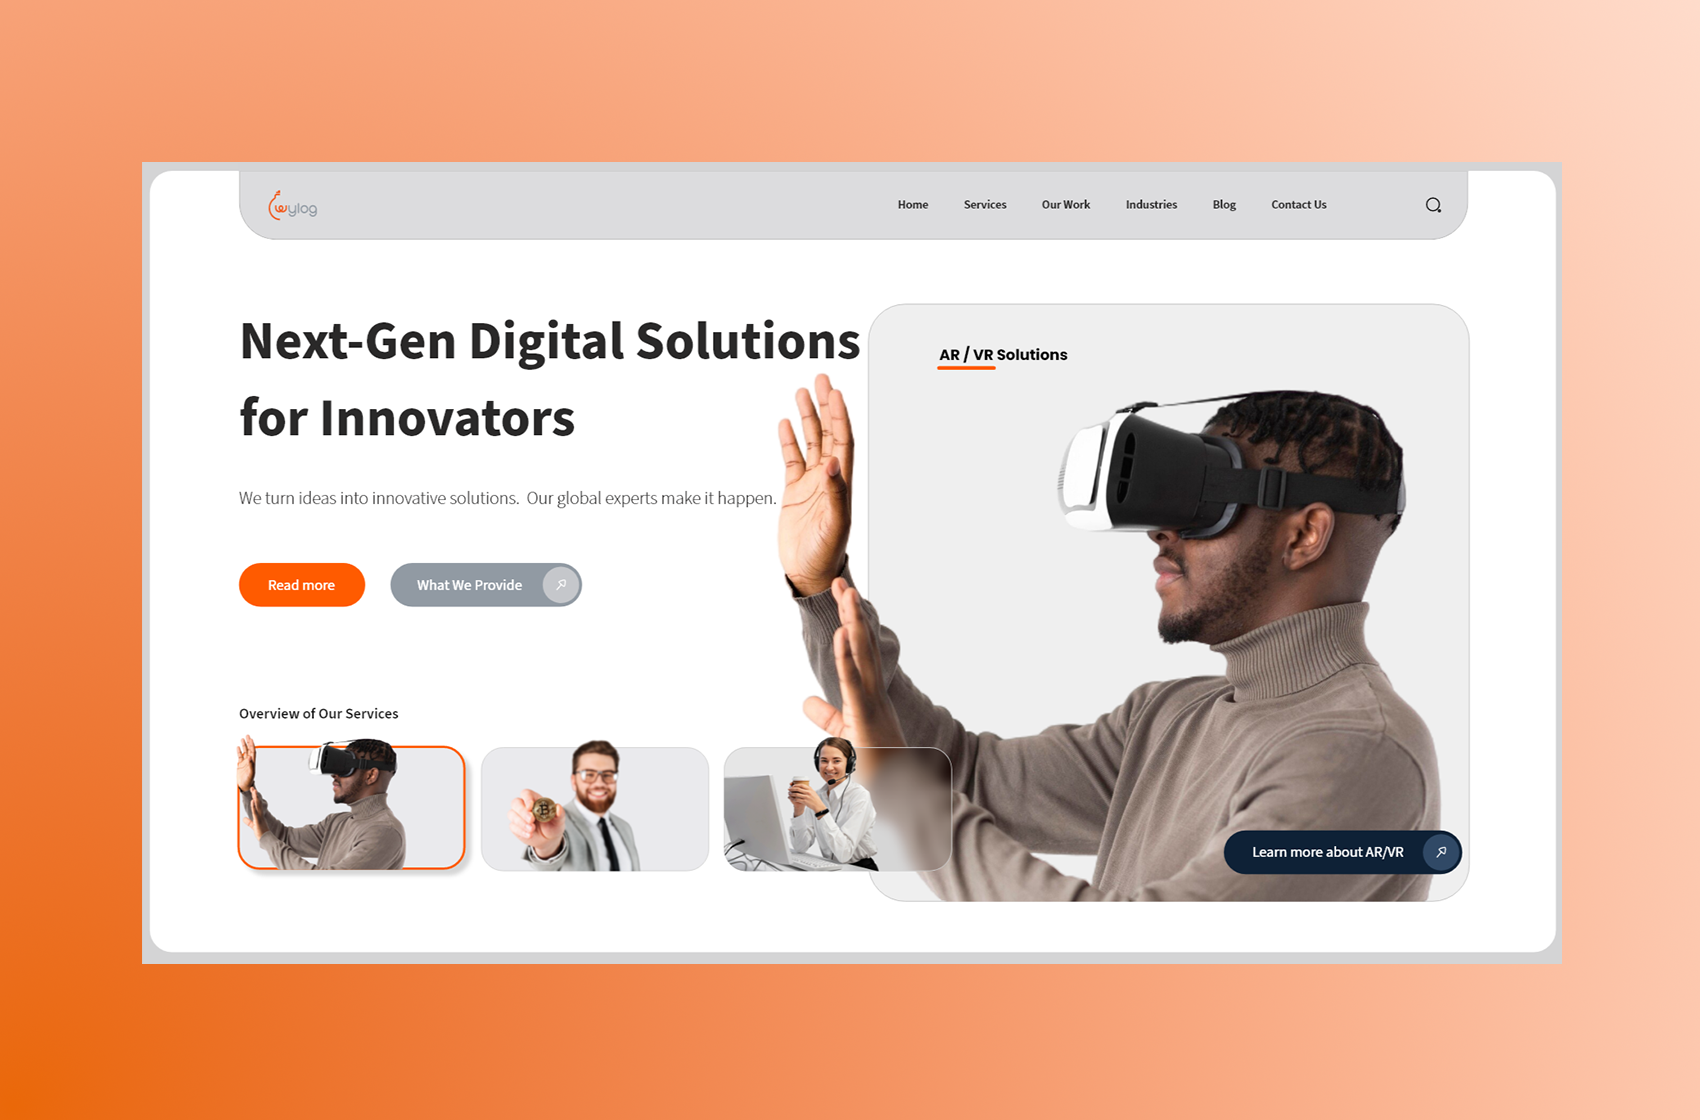 wylog
Home Services Our Work Industries Blog Contact Us
Next-Gen Digital Solutions
for Innovators
We turn ideas into innovative solutions.  Our global experts make it happen.
Read more What We Provide
AR / VR Solutions
Overview of Our Services
Learn more about AR/VR